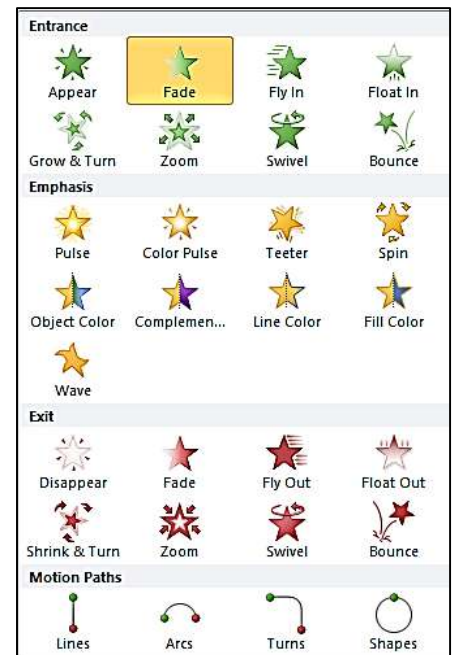 Entrance
Appear Fade Fly In Float In
Grow & Turn Zoom Swivel Bounce
Emphasis
Pulse Color Pulse Teeter Spin
Object Color Complemen... Line Color Fill Color
Wave
Exit
Disappear Fade Fly Out Float Out
Shrink & Turn Zoom Swivel Bounce
Motion Paths
Lines Arcs Turns Shapes